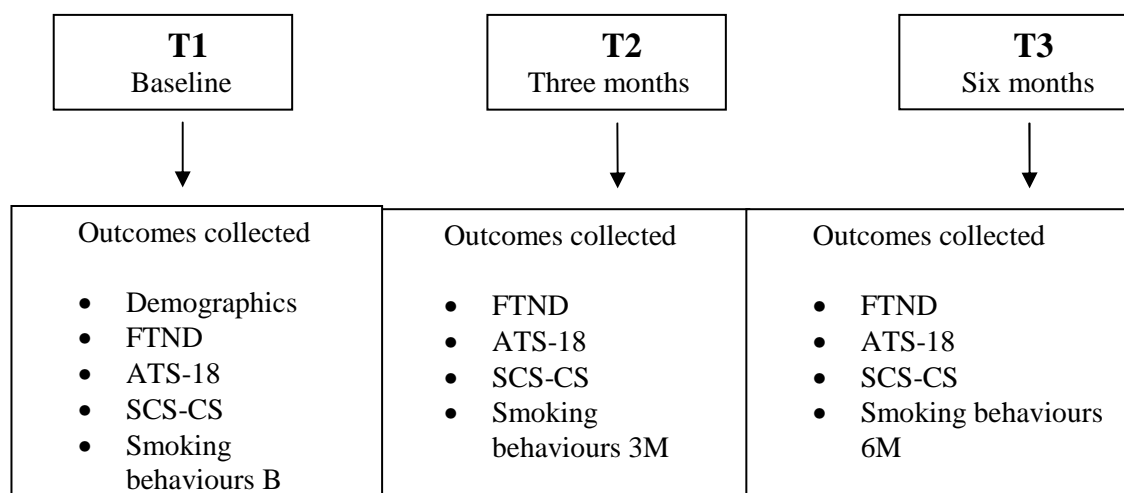 T1
Baseline
T2
Three months
T3
Six months
Outcomes collected
• Demographics
• FTND
• ATS-18
• SCS-CS
• Smoking
behaviours B
Outcomes collected
• FTND
• ATS-18
• SCS-CS
• Smoking
behaviours 3M
Outcomes collected
• FTND
• ATS-18
• SCS-CS
• Smoking behaviours
6M